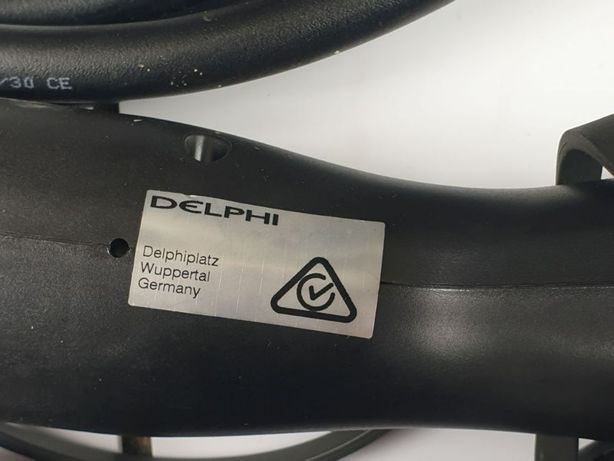 /30 CE
DELPHI
Delphiplatz
Wuppertal
Germany